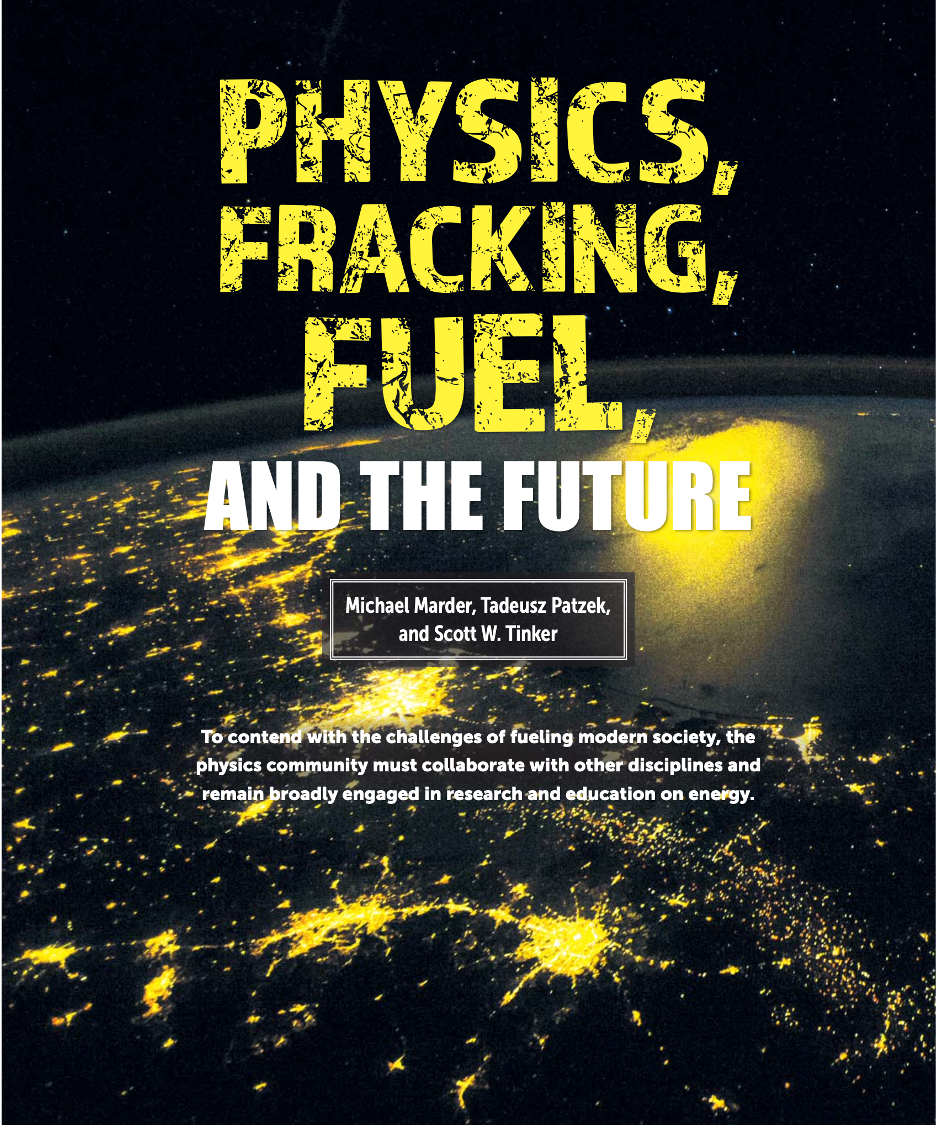 PHYSICS,
FRACKING,
FUEL,
AND THE FUTURE
Michael Marder, Tadeusz Patzek,
and Scott W. Tinker
To contend with the challenges of fueling modern society, the
physics community must collaborate with other disciplines and
remain broadly engaged in research and education on energy.